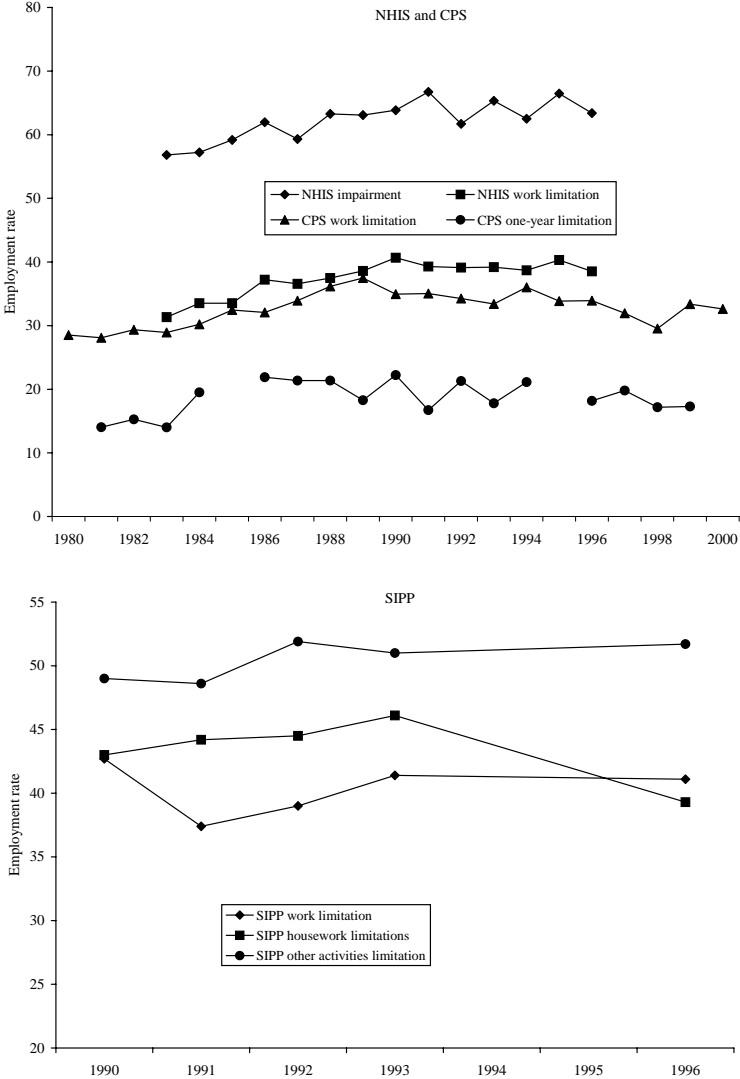 NHIS and CPS
80
70
60
50
40
30
20
10
0
Employment rate
NHIS impairment NHIS work limitation
CPS work limitation CPS one-year limitation
1980 1982 1984 1986 1988 1990 1992 1994 1996 1998 2000
SIPP
55
50
45
40
35
30
25
20
Employment rate
SIPP work limitation
SIPP housework limitations
SIPP other activities limitation
1990 1991 1992 1993 1994 1995 1996